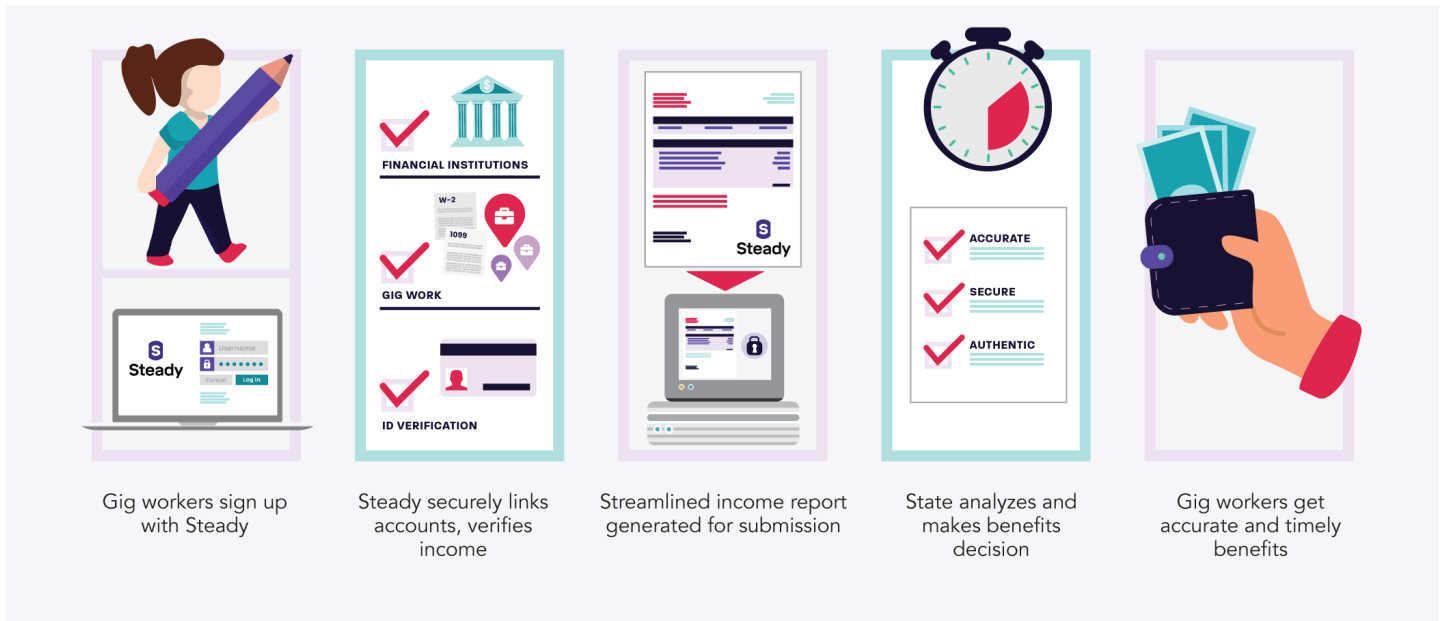 Steady
Username
Cancel
Log in
$
FINANCIAL INSTITUTIONS
W-2
1099
GIG WORK
ID VERIFICATION
Steady
ACCURATE
SECURE
AUTHENTIC
Gig workers sign up
with Steady
Steady securely links
accounts, verifies
income
Streamlined income report
generated for submission
State analyzes and
makes benefits
decision
Gig workers get
accurate and timely
benefits